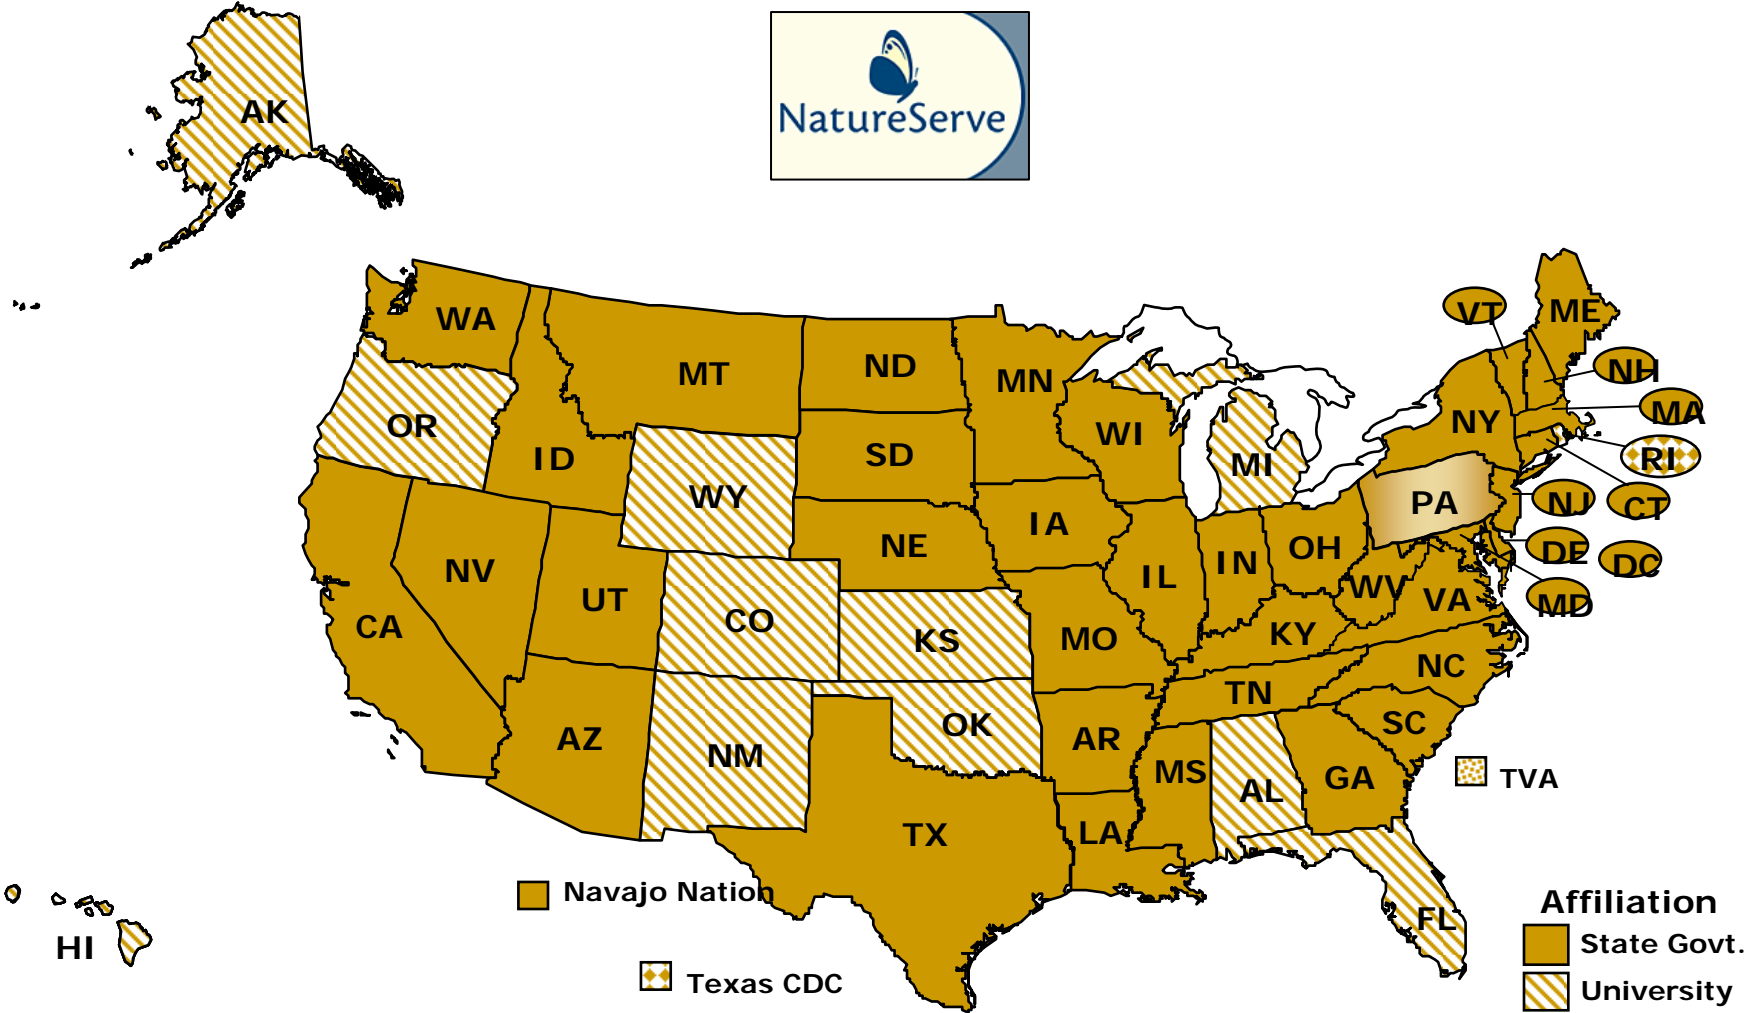 AK
NatureServe
WA
MT
ND
MN
VT
ME
NH
MA
OR
ID
WY
SD
WI
MI
NY
RI
PA
NJ
CT
NV
UT
CO
NE
IA
IL
IN
OH
WV
VA
DE
DC
MD
CA
KS
MO
KY
NC
TN
SC
AZ
NM
OK
AR
MS
AL
GA
TVA
TX
LA
FL
Navajo Nation
HI
Texas CDC
Affiliation
State Govt.
University